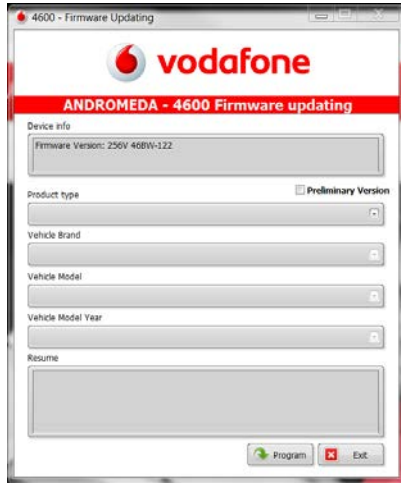 4600 - Firmware Updating
vodafone
ANDROMEDA - 4600 Firmware updating
Device info
Firmware Version: 256V 46BW-122
Product type
Preliminary Version
Vehicle Brand
Vehicle Model
Vehicle Model Year
Resume
Program
Exit